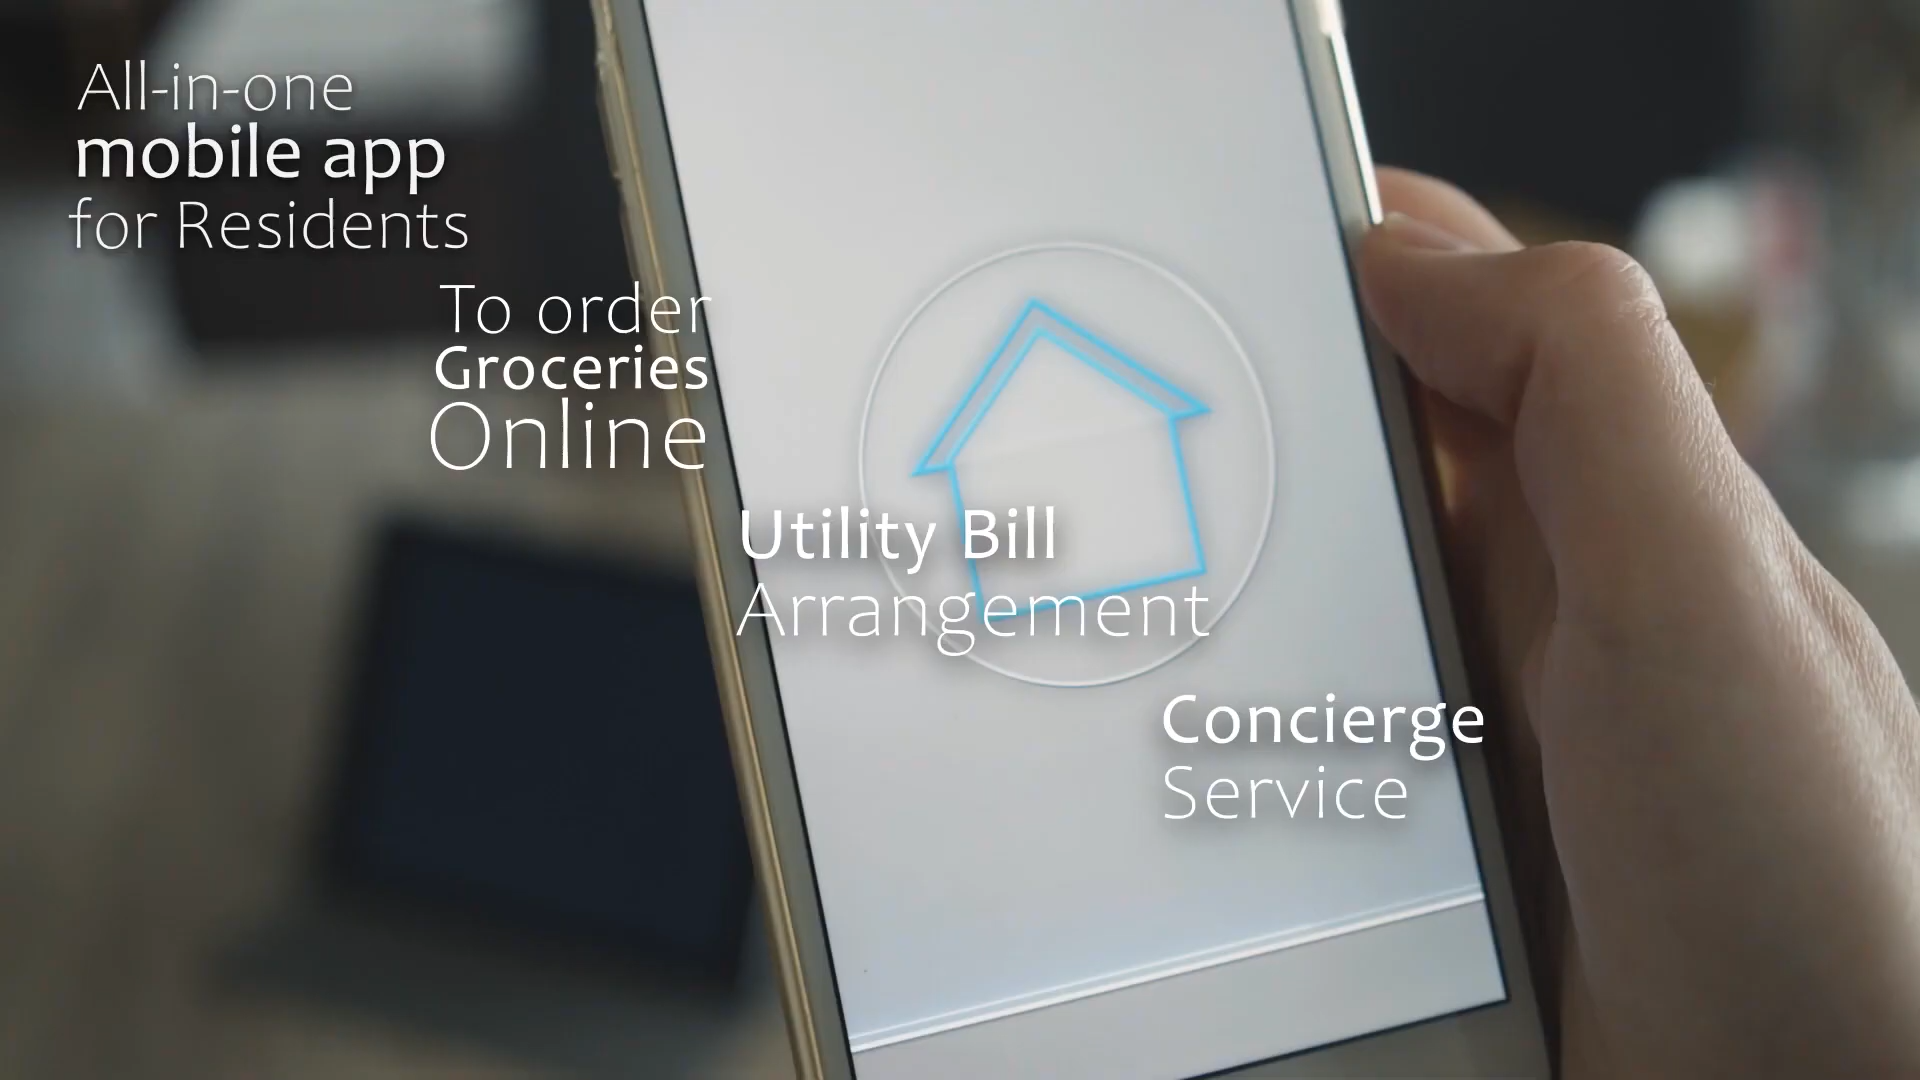 All-in-one
mobile app
for Residents
To order
Groceries
Online
Utility Bill
Arrangement
Concierge
Service